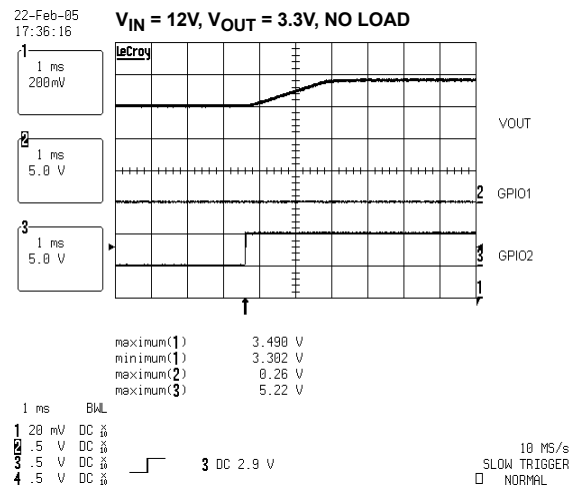 22-Feb-05
17:36:16
VIN = 12V, VOUT = 3.3V, NO LOAD
LeCroy
1
1 ms
200mV
2
1 ms
5.0 V
3
1 ms
5.0 V
VOUT
2 GPIO1
3 GPIO2
1
maximum(1) 3.490 V
minimum(1) 3.302 V
maximum(2) 0.26 V
maximum(3) 5.22 V
1 ms BWL
1 20 mV DC X10
2 .5 V DC X10
3 .5 V DC X10
4 .5 V DC X10
3 DC 2.9 V
10 MS/s
SLOW TRIGGER
NORMAL